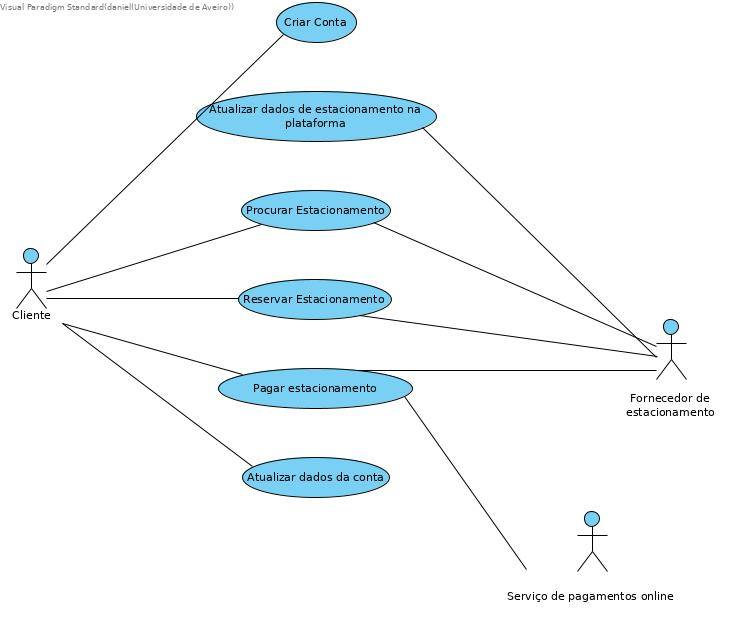 Visual Paradigm Standard(daniel(Universidade de Aveiro))
Criar Conta
Atualizar dados de estacionamento na
plataforma
Procurar Estacionamento
Reservar Estacionamento
Cliente
Pagar estacionamento
Fornecedor de
estacionamento
Atualizar dados da conta
Serviço de pagamentos online